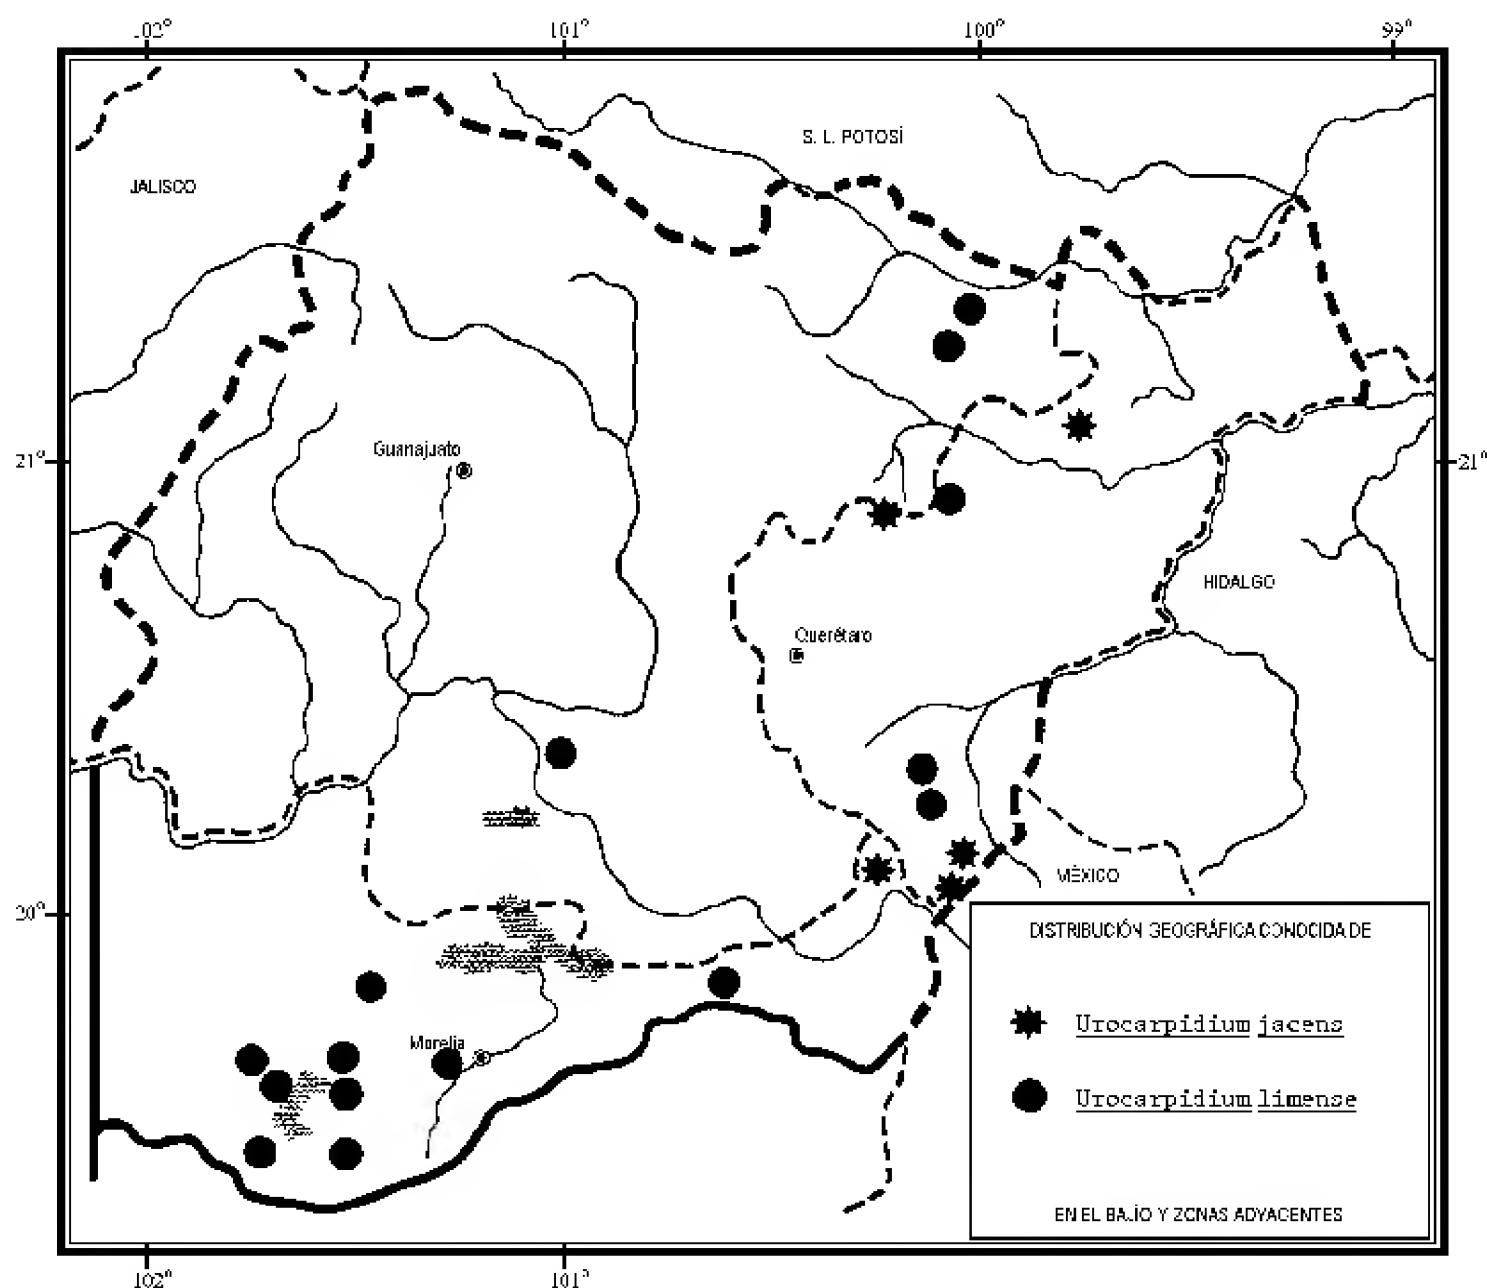 102°
101°
100°
99°
S. L. POTOSÍ
JALISCO
Guanajuato
21°
21°
HIDALGO
Querétaro
MÉXICO
20°
DISTRIBUCIÓN GEOGRÁFICA CONOCIDA DE
Urocarpidium jacens
Morelia
Urocarpidium limense
EN EL BAJÍO Y ZONAS ADYACENTES
102°
101°